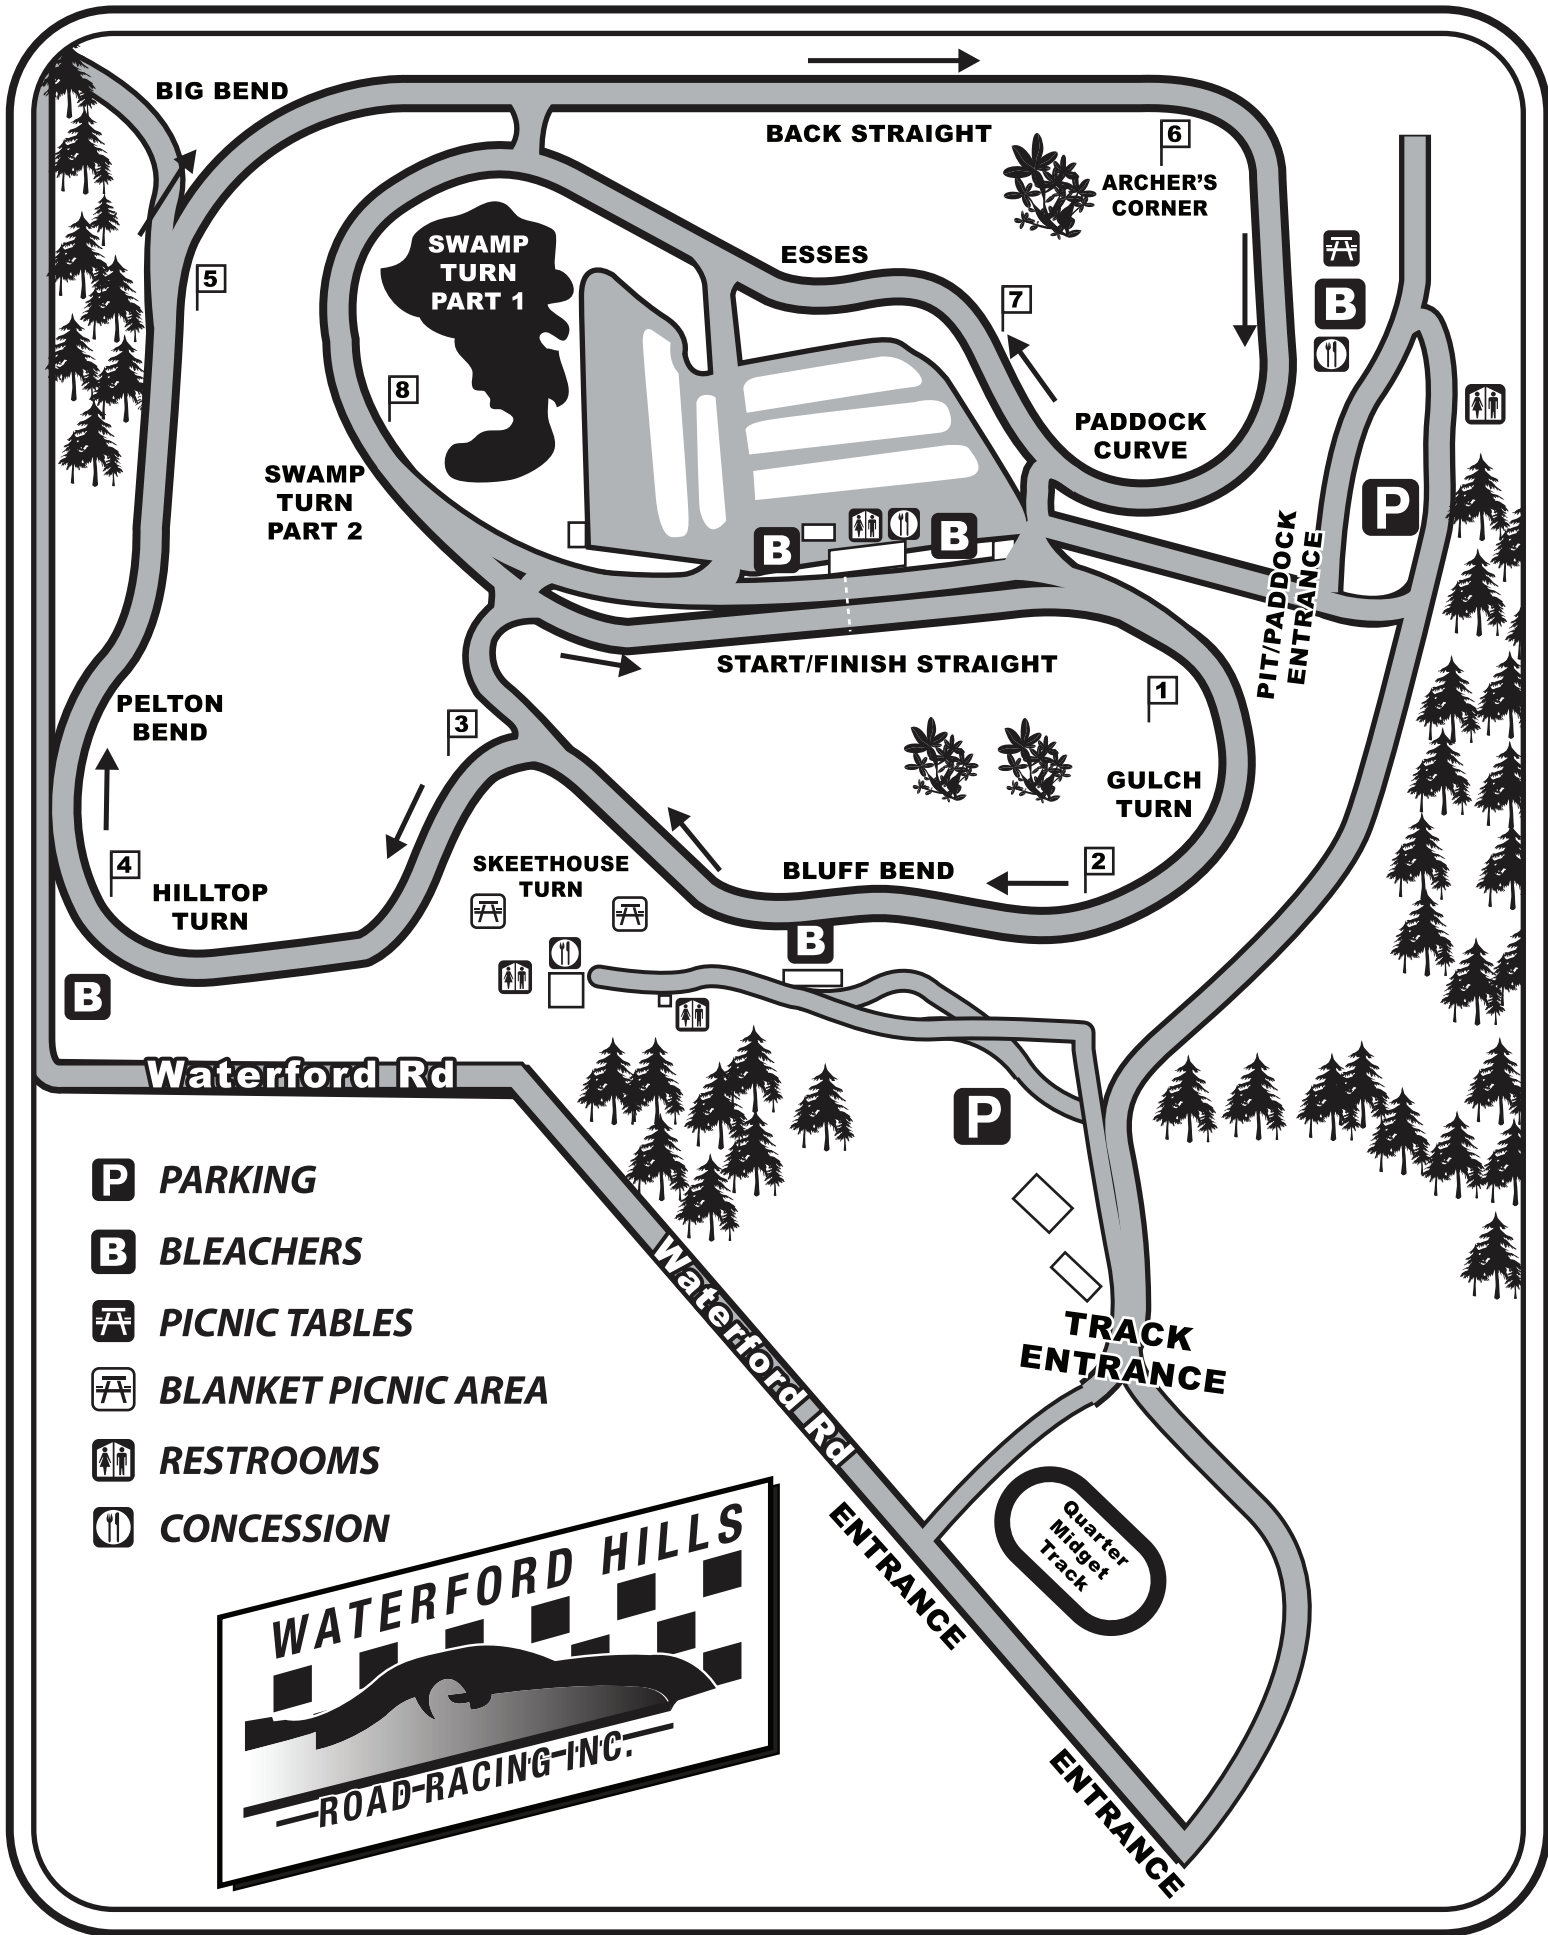 BIG BEND
BACK STRAIGHT
6
ARCHER'S
CORNER
SWAMP
TURN
PART 1
ESSES
5
7
B
8
PADDOCK
CURVE
SWAMP
TURN
PART 2
P
B
B
PIT/PADDOCK
ENTRANCE
START/FINISH STRAIGHT
1
PELTON
BEND
3
GULCH
TURN
4
HILLTOP
TURN
SKEETHOUSE
TURN
BLUFF BEND
2
B
B
Waterford Rd
P
P PARKING
B BLEACHERS
PICNIC TABLES
BLANKET PICNIC AREA
RESTROOMS
CONCESSION
Waterford Rd
TRACK
ENTRANCE
Quarter
Midget
Track
ENTRANCE
ENTRANCE
WATERFORD HILLS
ROAD RACING INC.